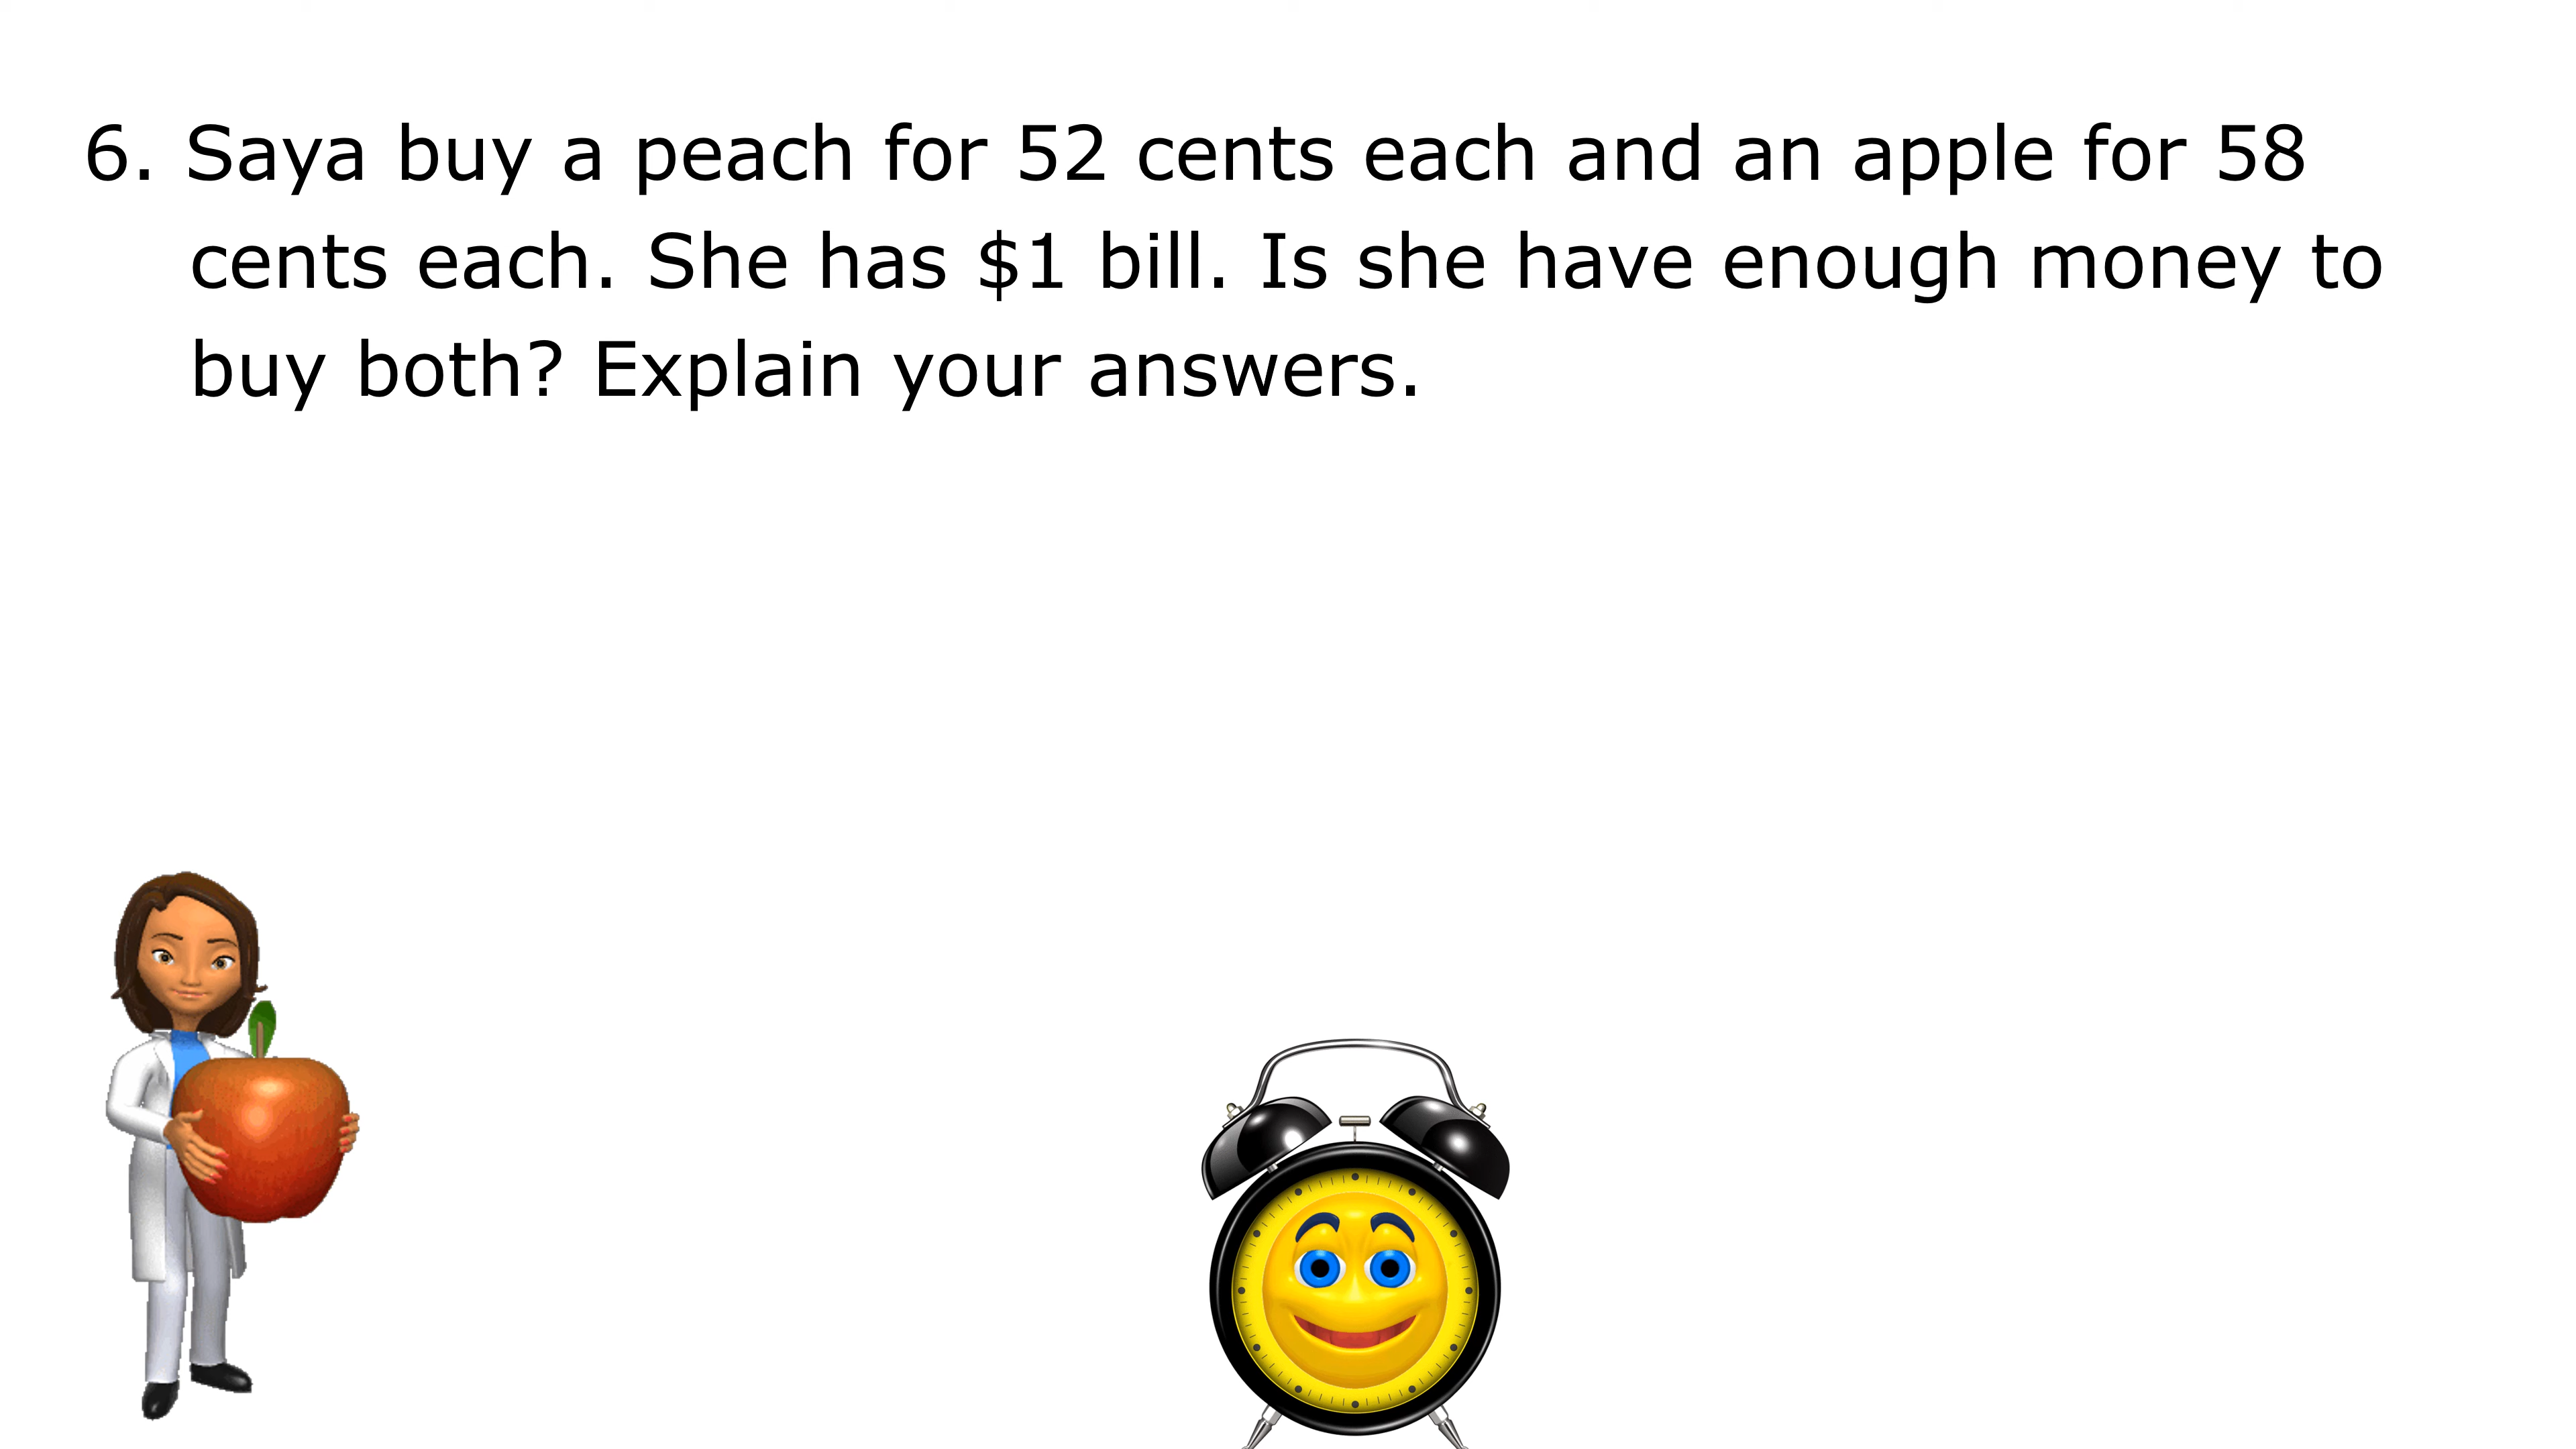 6. Saya buy a peach for 52 cents each and an apple for 58
cents each. She has $1 bill. Is she have enough money to
buy both? Explain your answers.